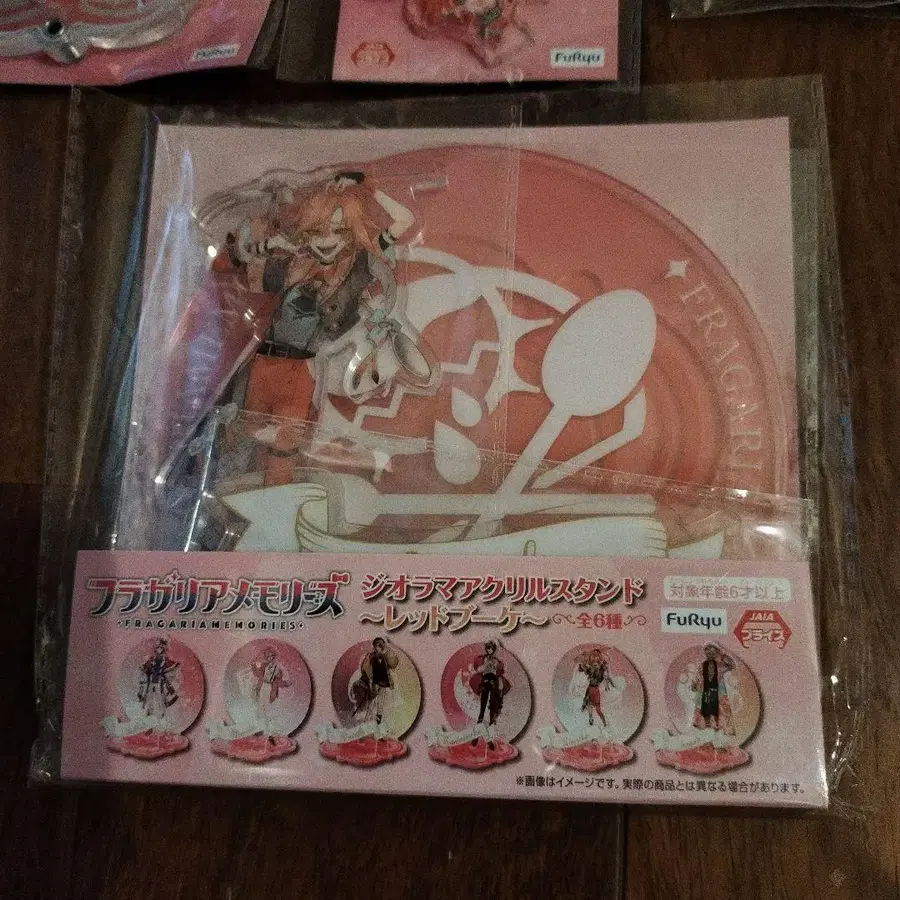 FuRyu
JAIA
FuRyu
FRAGARI
フラガリアメモリーズ
・FRAGARIAMEMORIES・
ジオラマアクリルスタンド
～レッドブーケ～ 全6種
対象年齢6才以上
FuRyu
JAIA
プライズ
※画像はイメージです。実際の商品とは異なる場合があります。